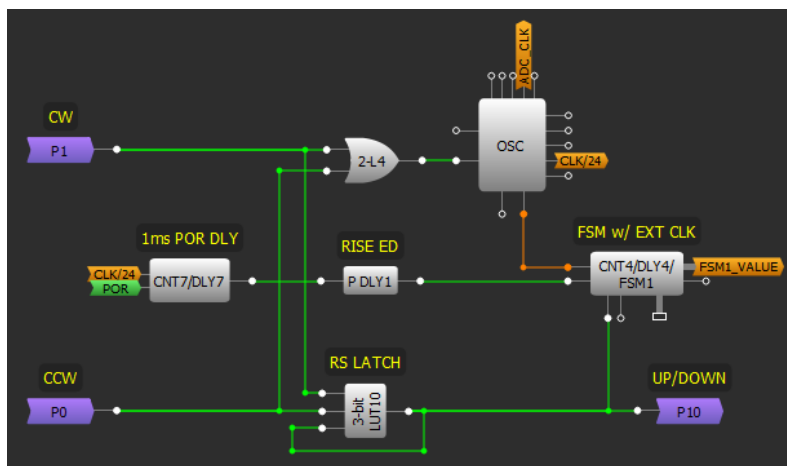 ADC_CLK
CW
P1
2-L4
OSC
CLK/24
1ms POR DLY
RISE ED
FSM w/ EXT CLK
CLK/24
POR
CNT7/DLY7
P DLY1
CNT4/DLY4/
FSM1
FSM1_VALUE
RS LATCH
CCW
UP/DOWN
P0
3-bit
LUT10
P10